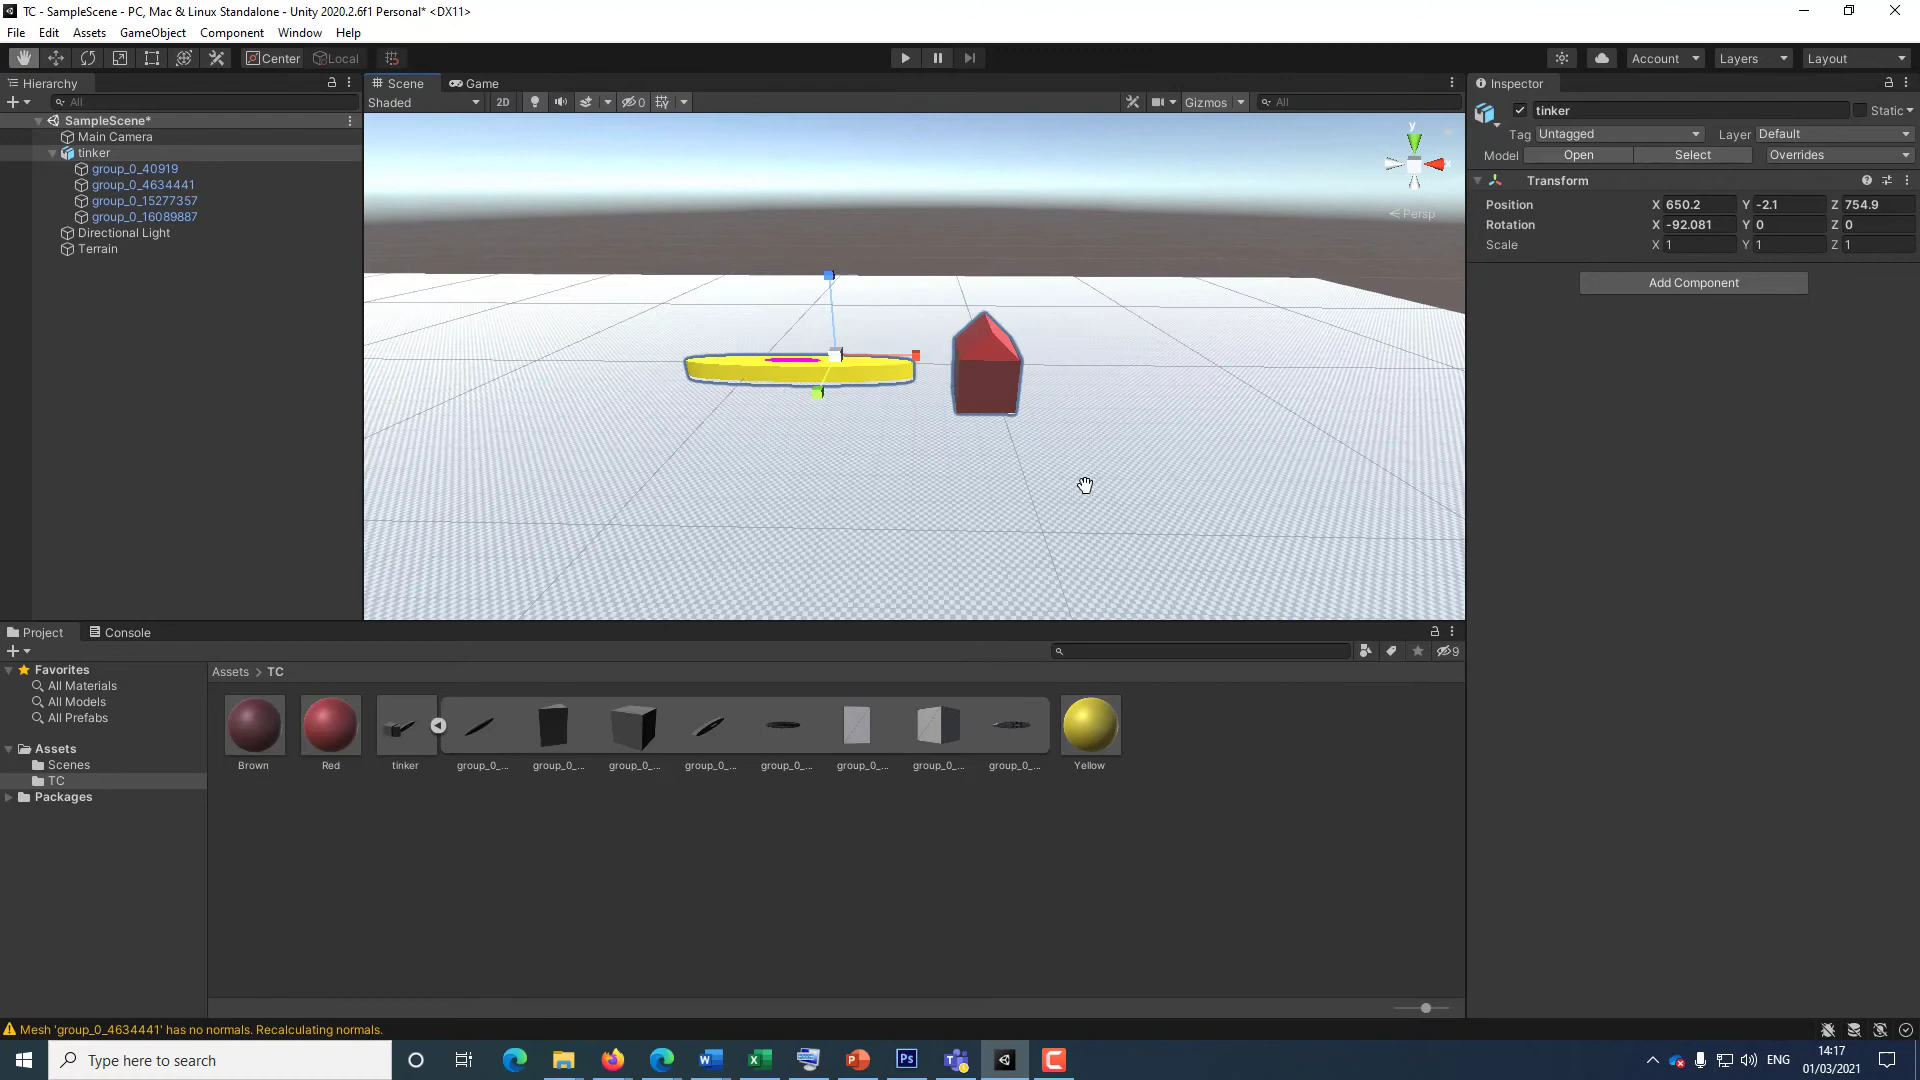 TC - SampleScene - PC, Mac & Linux Standalone - Unity 2020.2.6f1 Personal* <DX11>
File Edit Assets GameObject Component Window Help
Center Local
Account Layers Layout
Hierarchy
All
SampleScene*
Main Camera
tinker
group_0_40919
group_0_4634441
group_0_15277357
group_0_16089887
Directional Light
Terrain
Scene Game
Shaded 2D 0 Gizmos All
y
x
Persp
Inspector
tinker Static
Tag Untagged Layer Default
Model Open Select Overrides
Transform
Position X 650.2 Y -2.1 Z 754.9
Rotation X -92.081 Y 0 Z 0
Scale X 1 Y 1 Z 1
Add Component
Project Console
9
Favorites
All Materials
All Models
All Prefabs
Assets
Scenes
TC
Packages
Assets > TC
Brown Red tinker group_0_... group_0_... group_0_... group_0_... group_0_... group_0_... group_0_... group_0_... Yellow
Mesh 'group_0_4634441' has no normals. Recalculating normals.
Type here to search
ENG
14:17
01/03/2021